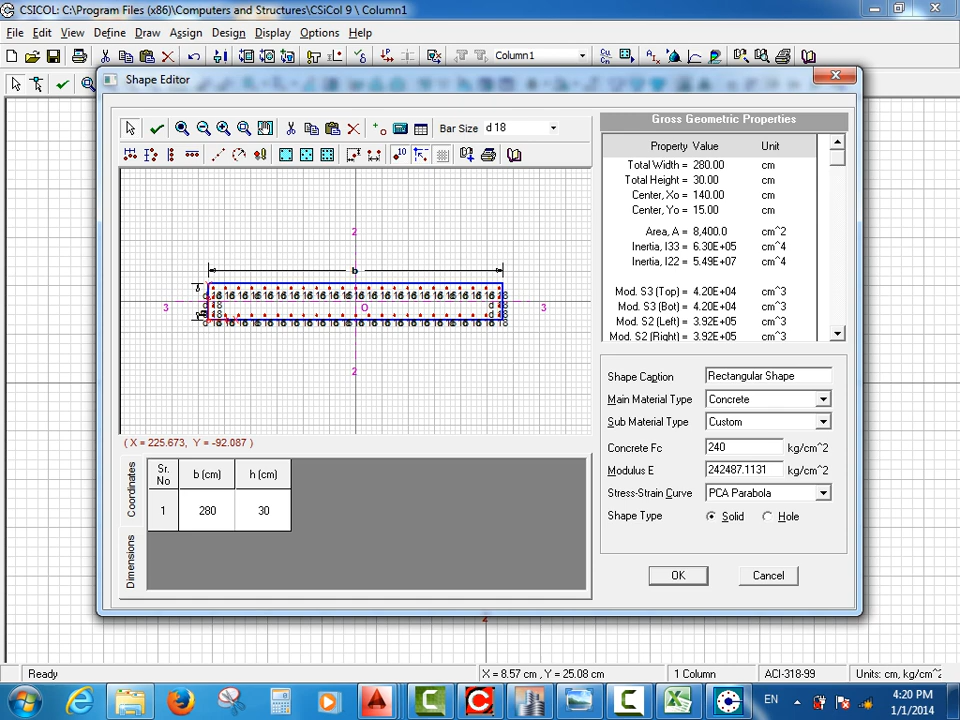 CSICOL: C:\Program Files (x86)\Computers and Structures\CSiCol 9 \ Column1
File Edit View Define Draw Assign Design Display Options Help
Column1
Shape Editor
Bar Size d 18
Gross Geometric Properties
Property Value Unit
Total Width = 280.00 cm
Total Height = 30.00 cm
Center, Xo = 140.00 cm
Center, Yo = 15.00 cm
Area, A = 8,400.0 cm^2
Inertia, I33 = 6.30E+05 cm^4
Inertia, I22 = 5.49E+07 cm^4
Mod. S3 (Top) = 4.20E+04 cm^3
Mod. S3 (Bot) = 4.20E+04 cm^3
Mod. S2 (Left) = 3.92E+05 cm^3
Mod. S2 (Right) = 3.92E+05 cm^3
2
b
3 O 3
2
( X = 225.673, Y = -92.087 )
Coordinates
Dimensions
Sr. No b (cm) h (cm)
1 280 30
Shape Caption Rectangular Shape
Main Material Type Concrete
Sub Material Type Custom
Concrete Fc 240 kg/cm^2
Modulus E 242487.1131 kg/cm^2
Stress-Strain Curve PCA Parabola
Shape Type Solid Hole
OK Cancel
2
Ready X = 8.57 cm , Y = 25.08 cm 1 Column ACI-318-99 Units: cm, kg/cm^2
EN 4:20 PM
1/1/2014